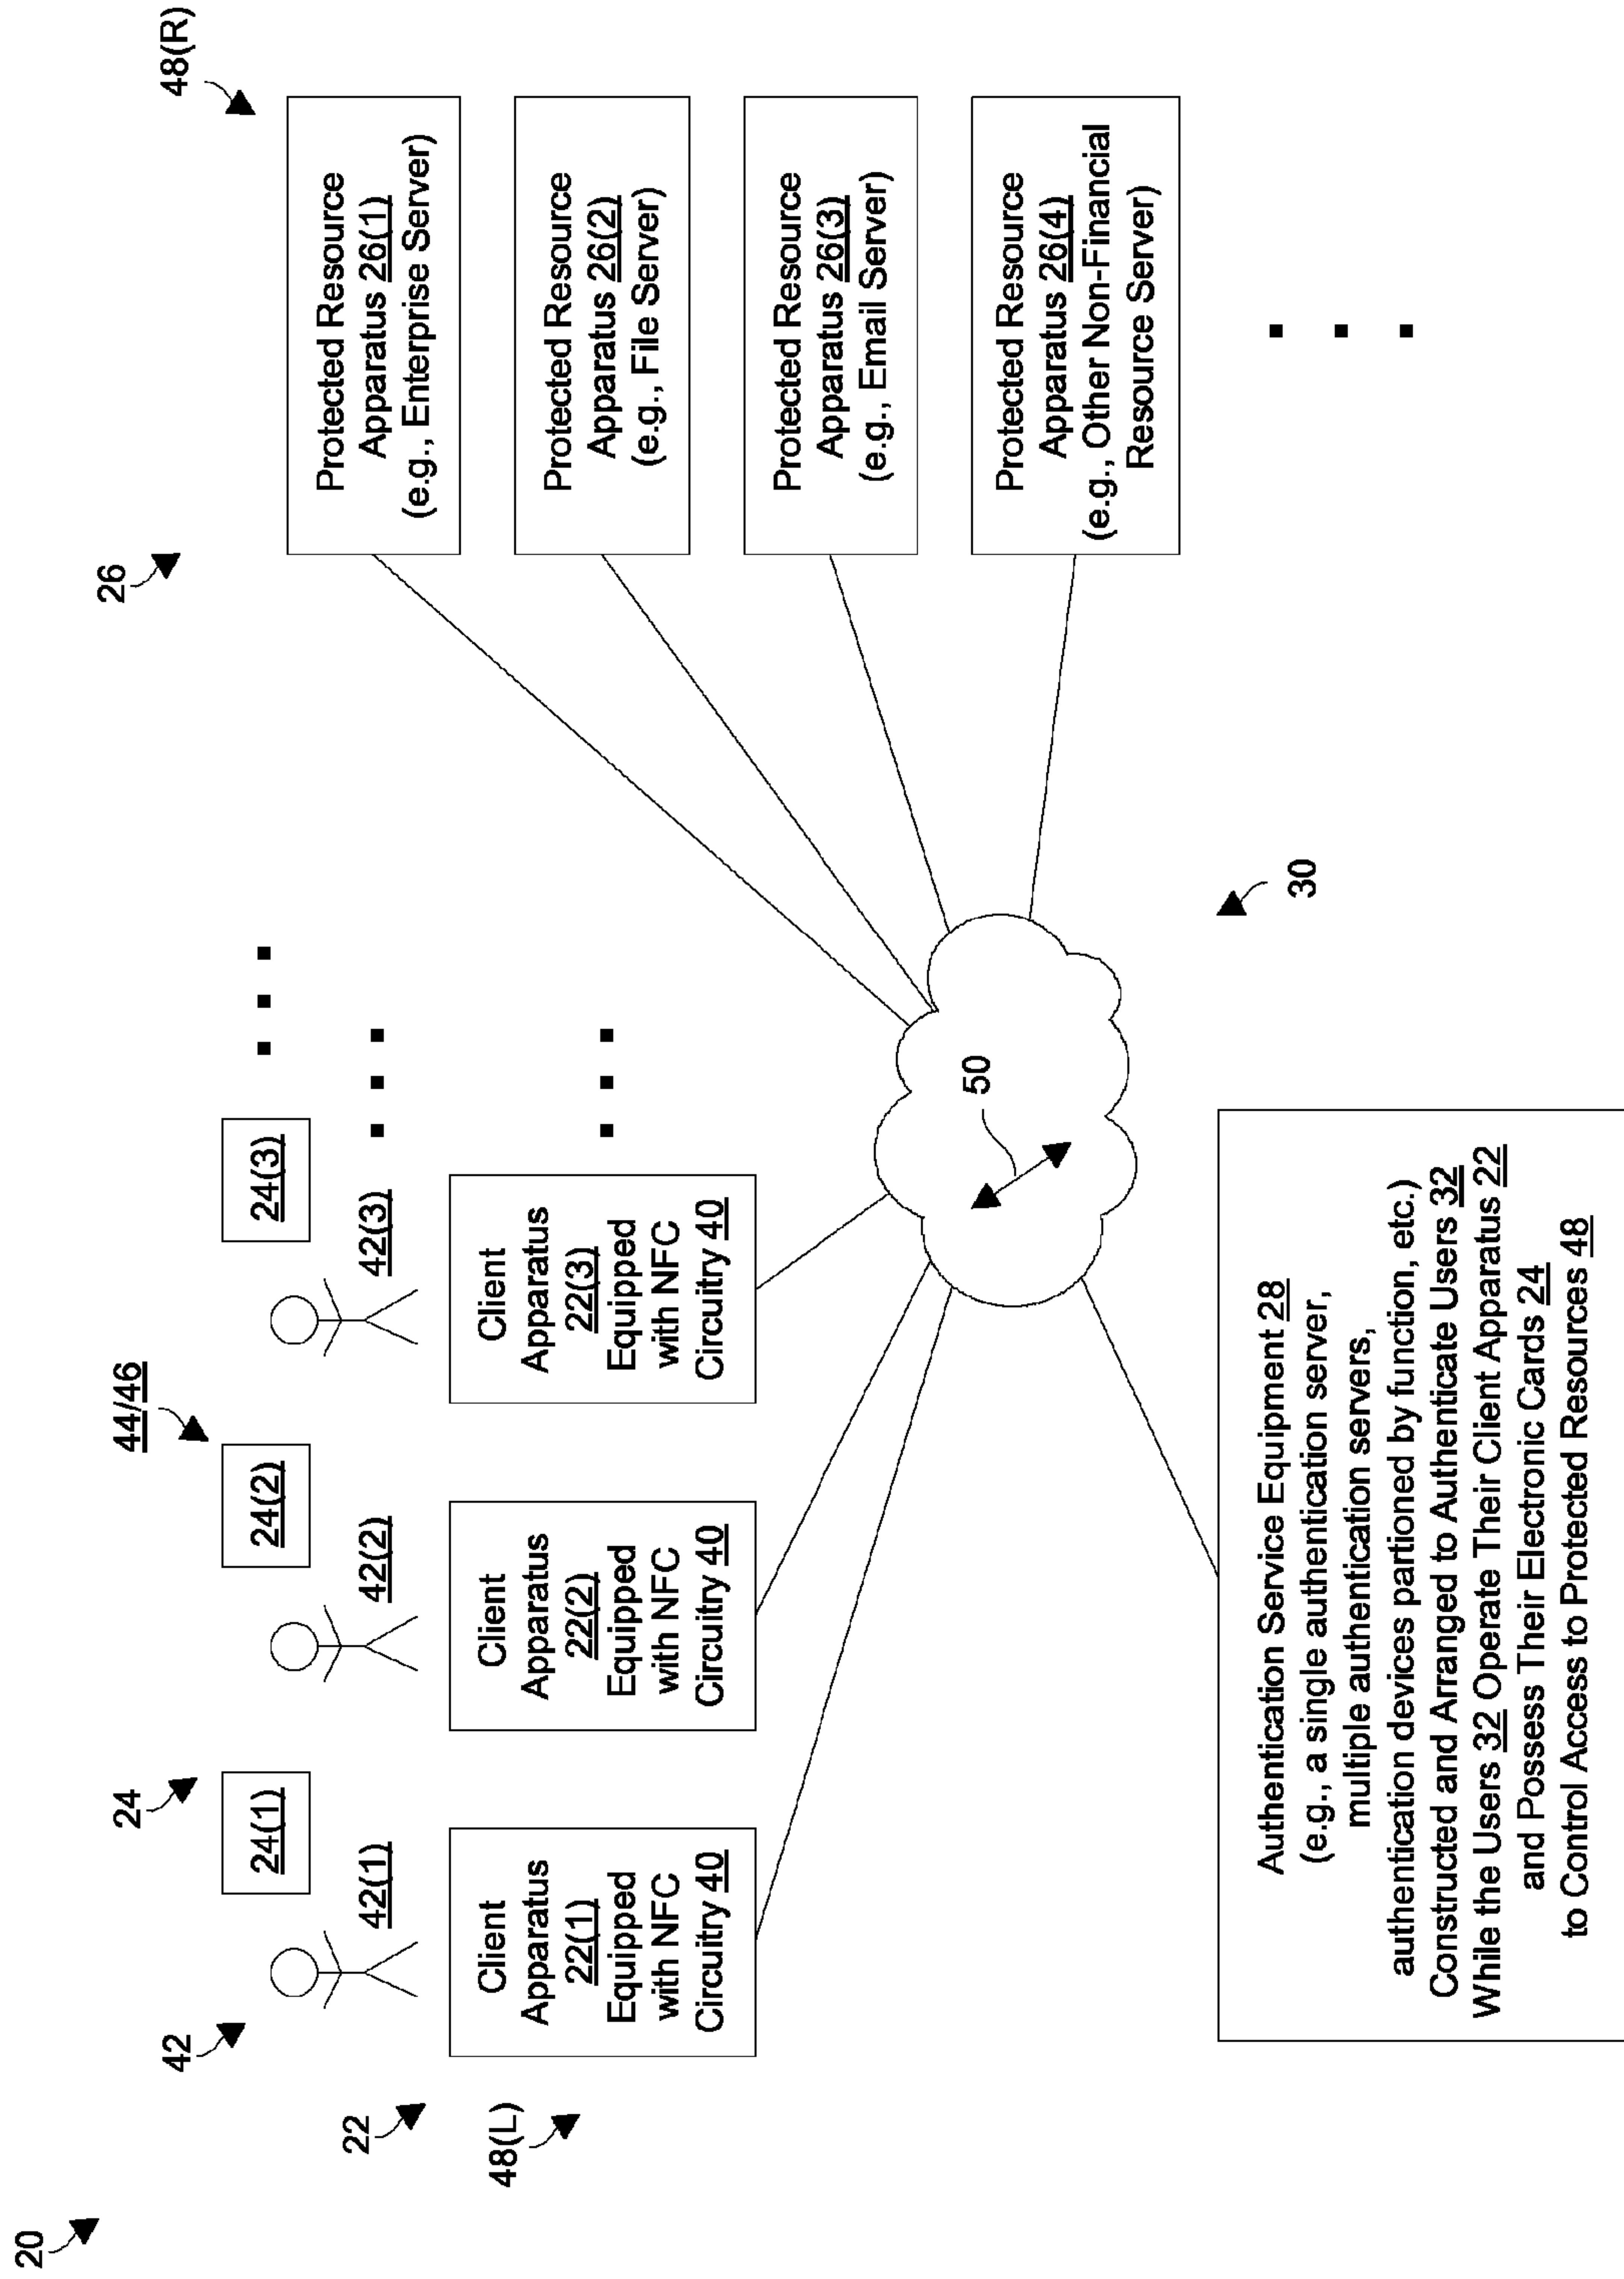 20
22
42
24
44/46
26
48(R)
48(L)
24(1)
24(2)
24(3)
42(1)
42(2)
42(3)
Client
Apparatus
22(1)
Equipped
with NFC
Circuitry 40
Client
Apparatus
22(2)
Equipped
with NFC
Circuitry 40
Client
Apparatus
22(3)
Equipped
with NFC
Circuitry 40
Protected Resource
Apparatus 26(1)
(e.g., Enterprise Server)
Protected Resource
Apparatus 26(2)
(e.g., File Server)
Protected Resource
Apparatus 26(3)
(e.g., Email Server)
Protected Resource
Apparatus 26(4)
(e.g., Other Non-Financial
Resource Server)
50
30
Authentication Service Equipment 28
(e.g., a single authentication server,
multiple authentication servers,
authentication devices partioned by function, etc.)
Constructed and Arranged to Authenticate Users 32
While the Users 32 Operate Their Client Apparatus 22
and Possess Their Electronic Cards 24
to Control Access to Protected Resources 48